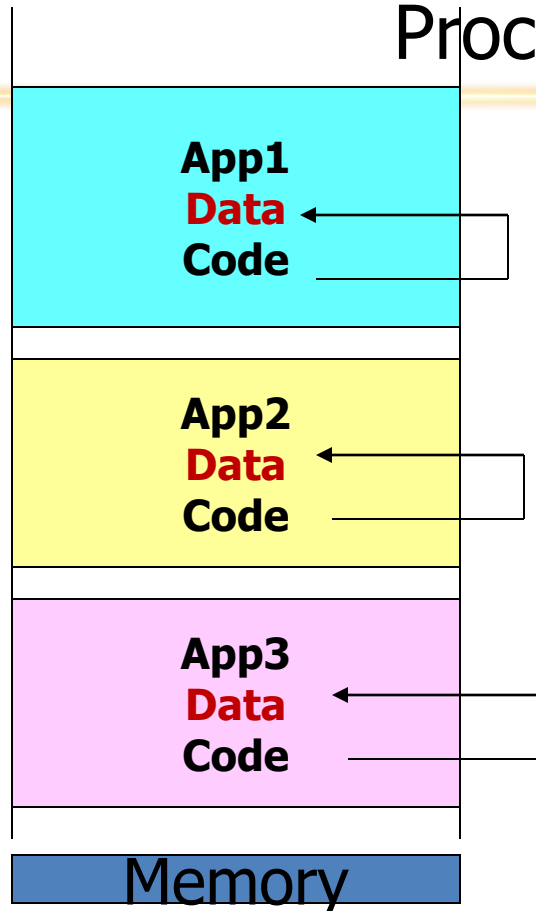 Proc
App1
Data
Code
App2
Data
Code
App3
Data
Code
Memory